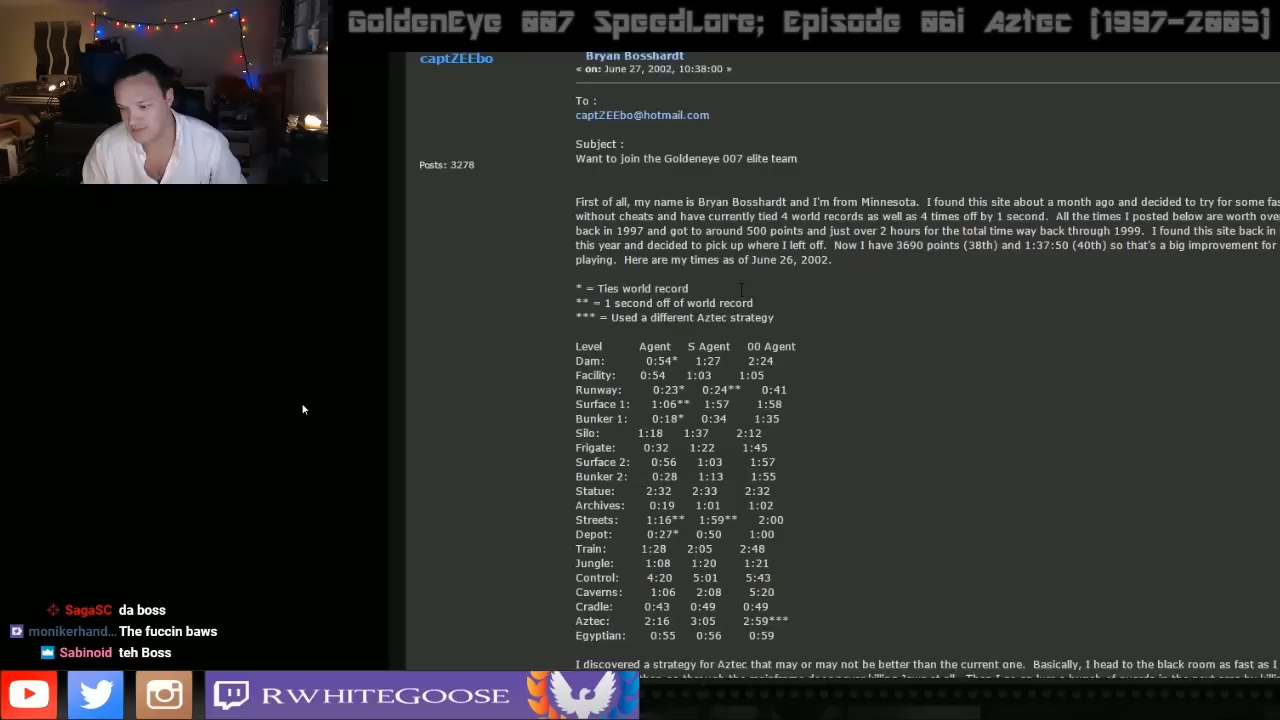 GoldenEye 007 SpeedLore; Episode 06i Aztec [1997-2005]
captZEEbo
Bryan Bosshardt
« on: June 27, 2002, 10:38:00 »
Posts: 3278
To :
captZEEbo@hotmail.com
Subject :
Want to join the Goldeneye 007 elite team
First of all, my name is Bryan Bosshardt and I'm from Minnesota. I found this site about a month ago and decided to try for some fas
without cheats and have currently tied 4 world records as well as 4 times off by 1 second. All the times I posted below are worth ove
back in 1997 and got to around 500 points and just over 2 hours for the total time way back through 1999. I found this site back in
this year and decided to pick up where I left off. Now I have 3690 points (38th) and 1:37:50 (40th) so that's a big improvement for
playing. Here are my times as of June 26, 2002.
* = Ties world record
** = 1 second off of world record
*** = Used a different Aztec strategy
Level Agent S Agent 00 Agent
Dam: 0:54* 1:27 2:24
Facility: 0:54 1:03 1:05
Runway: 0:23* 0:24** 0:41
Surface 1: 1:06** 1:57 1:58
Bunker 1: 0:18* 0:34 1:35
Silo: 1:18 1:37 2:12
Frigate: 0:32 1:22 1:45
Surface 2: 0:56 1:03 1:57
Bunker 2: 0:28 1:13 1:55
Statue: 2:32 2:33 2:32
Archives: 0:19 1:01 1:02
Streets: 1:16** 1:59** 2:00
Depot: 0:27* 0:50 1:00
Train: 1:28 2:05 2:48
Jungle: 1:08 1:20 1:21
Control: 4:20 5:01 5:43
Caverns: 1:06 2:08 5:20
Cradle: 0:43 0:49 0:49
Aztec: 2:16 3:05 2:59***
Egyptian: 0:55 0:56 0:59
I discovered a strategy for Aztec that may or may not be better than the current one. Basically, I head to the black room as fast as I
SagaSC da boss
monikerhand... The fuccin baws
Sabinoid teh Boss
RWHITEGOOSE